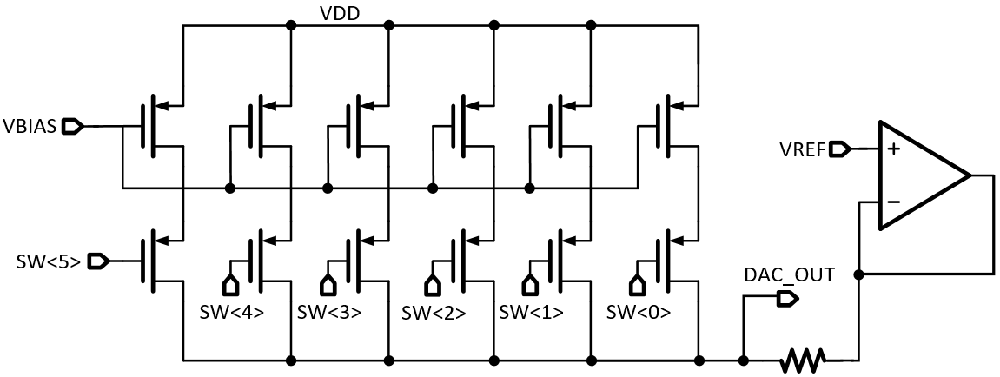 VDD
VBIAS
VREF
+
−
SW<5>
DAC_OUT
SW<4>
SW<3>
SW<2>
SW<1>
SW<0>